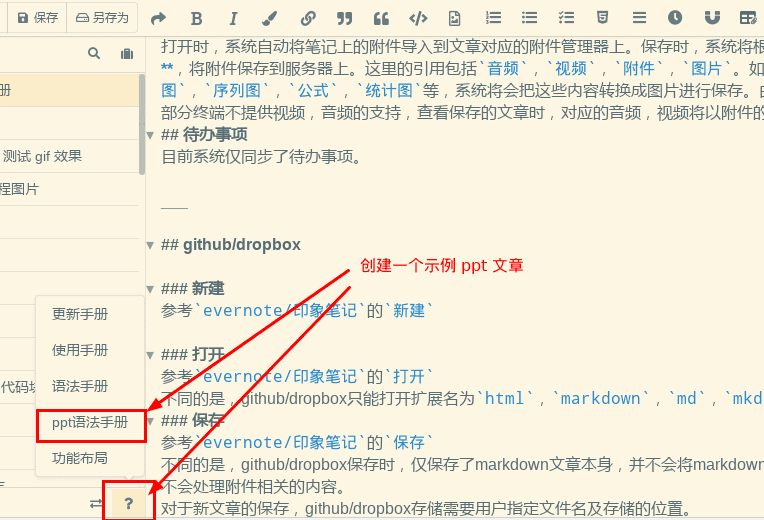 保存
另存为
打开时，系统自动将笔记上的附件导入到文章对应的附件管理器上。保存时，系统将根
**，将附件保存到服务器上。这里的引用包括`音频`，`视频`，`附件`，`图片`。如
图`，`序列图`，`公式`，`统计图`等，系统将会把这些内容转换成图片进行保存。
部分终端不提供视频，音频的支持，查看保存的文章时，对应的音频，视频将以附件的
## 待办事项
目前系统仅同步了待办事项。
___
## github/dropbox
### 新建
参考`evernote/印象笔记`的`新建`
### 打开
参考`evernote/印象笔记`的`打开`
不同的是，github/dropbox只能打开扩展名为`html`，`markdown`，`md`，`mkd
### 保存
参考`evernote/印象笔记`的`保存`
不同的是，github/dropbox保存时，仅保存了markdown文章本身，并不会将markdown
不会处理附件相关的内容。
对于新文章的保存，github/dropbox存储需要用户指定文件名及存储的位置。
创建一个示例 ppt 文章
册
测试 gif 效果
程图片
代码块
更新手册
使用手册
语法手册
ppt语法手册
功能布局
?